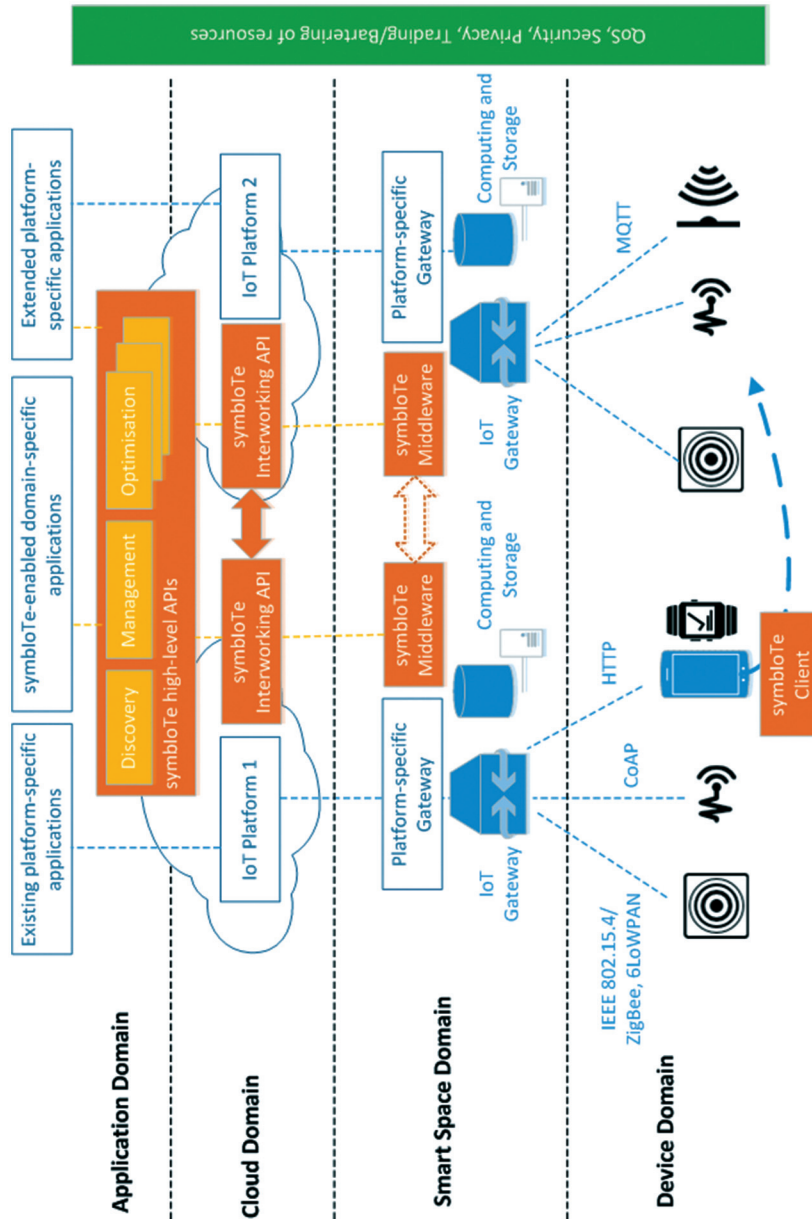 Existing platform-specific
applications
symbIoTe-enabled domain-specific
applications
Extended platform-
specific applications
Application Domain
Discovery
Management
Optimisation
symbIoTe high-level APIs
Cloud Domain
IoT Platform 1
symbIoTe
Interworking API
symbIoTe
Interworking API
IoT Platform 2
Smart Space Domain
Platform-specific
Gateway
symbIoTe
Middleware
symbIoTe
Middleware
Platform-specific
Gateway
IoT
Gateway
Computing and
Storage
IoT
Gateway
Computing and
Storage
Device Domain
IEEE 802.15.4/
ZigBee, 6LoWPAN
CoAP
HTTP
MQTT
symbIoTe
Client
QoS, Security, Privacy, Trading/Bartering of resources